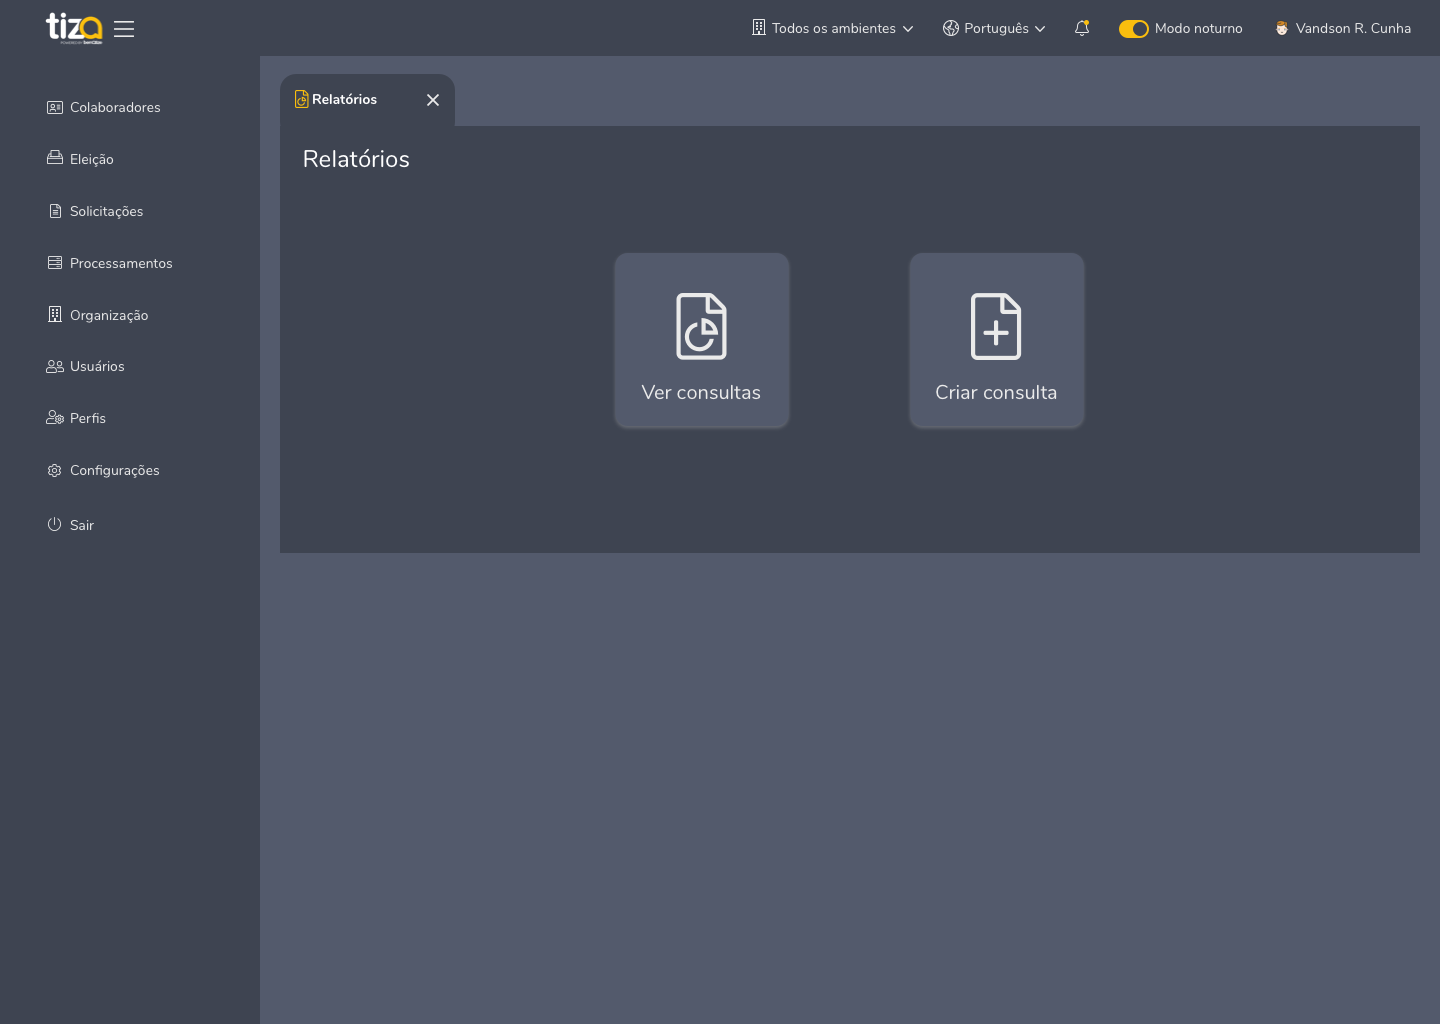 tiza
Todos os ambientes
Português
Modo noturno
Vandson R. Cunha
Colaboradores
Eleição
Solicitações
Processamentos
Organização
Usuários
Perfis
Configurações
Sair
Relatórios
Relatórios
Ver consultas
Criar consulta